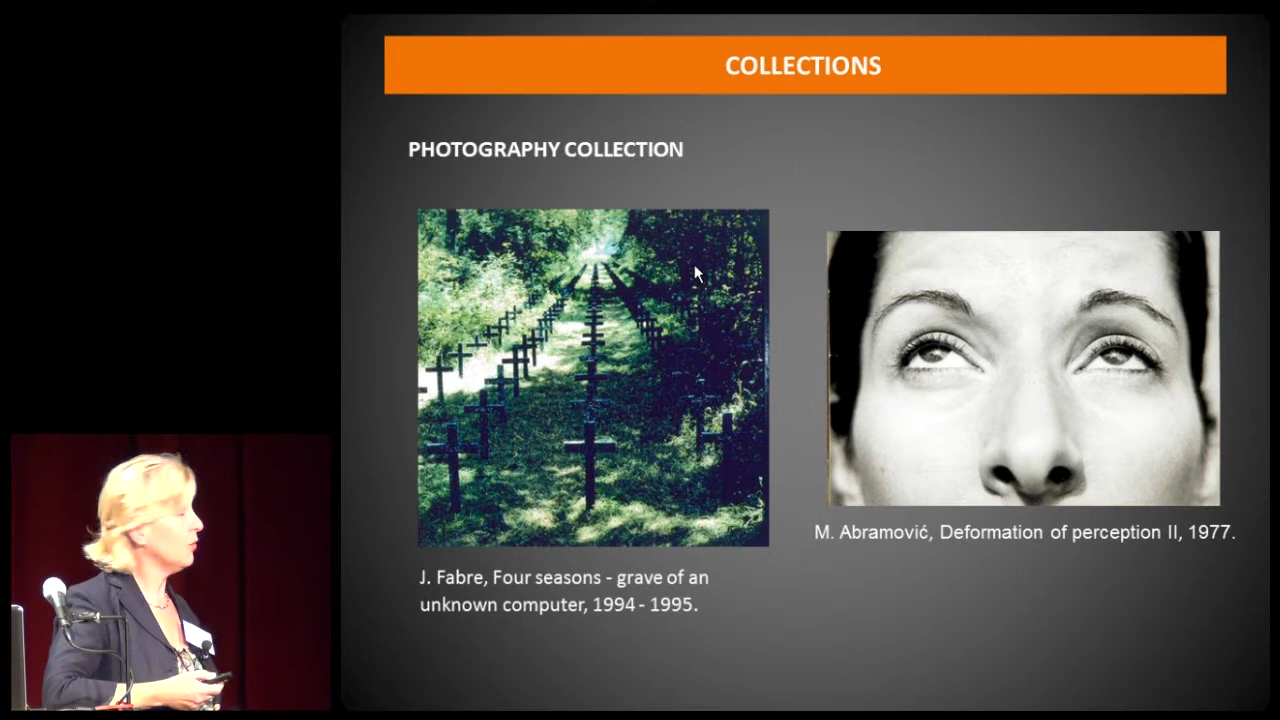 COLLECTIONS
PHOTOGRAPHY COLLECTION
J. Fabre, Four seasons - grave of an
unknown computer, 1994 - 1995.
M. Abramović, Deformation of perception II, 1977.